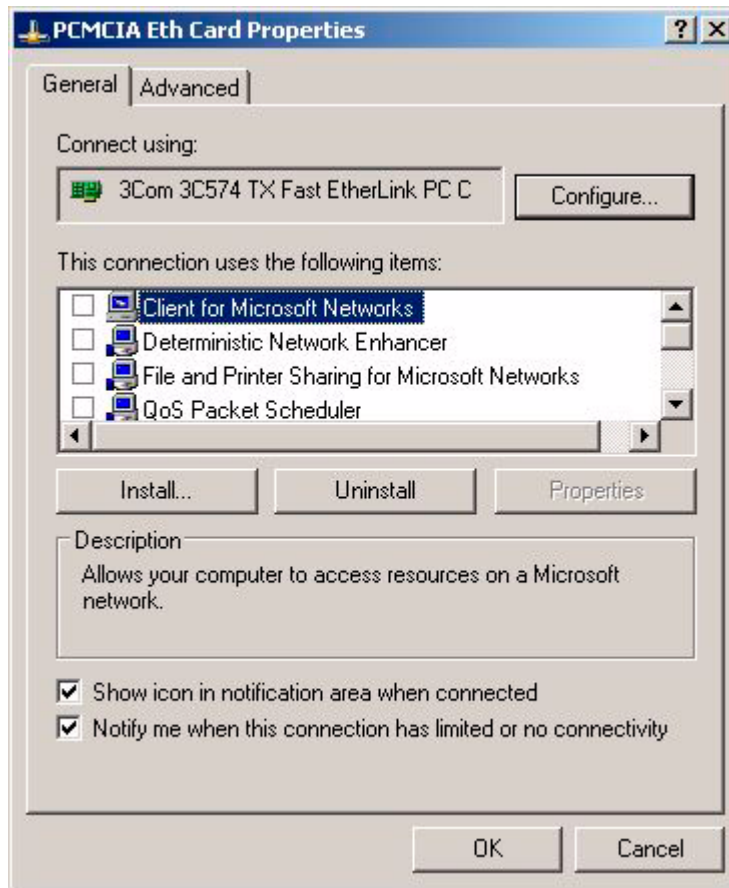 PCMCIA Eth Card Properties
General Advanced
Connect using:
3Com 3C574 TX Fast EtherLink PC C
Configure...
This connection uses the following items:
Client for Microsoft Networks
Deterministic Network Enhancer
File and Printer Sharing for Microsoft Networks
QoS Packet Scheduler
Install... Uninstall Properties
Description
Allows your computer to access resources on a Microsoft
network.
Show icon in notification area when connected
Notify me when this connection has limited or no connectivity
OK Cancel